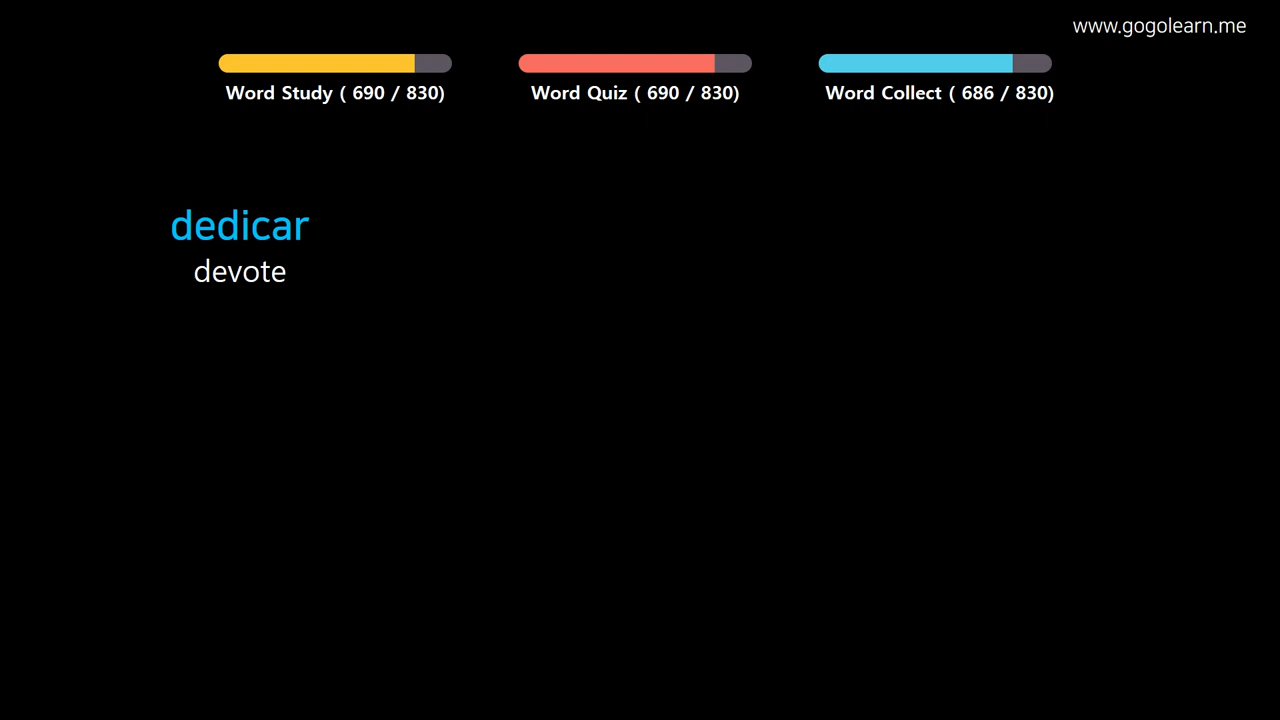 www.gogolearn.me
Word Study ( 690 / 830)
Word Quiz ( 690 / 830)
Word Collect ( 686 / 830)
dedicar
devote